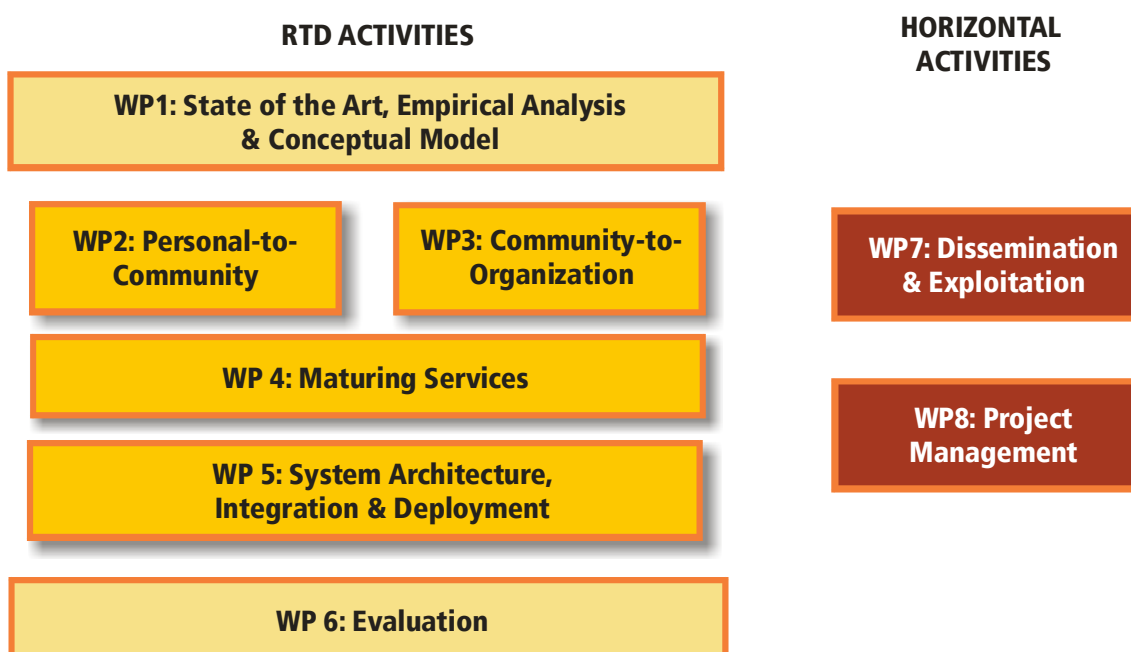 RTD ACTIVITIES
WP1: State of the Art, Empirical Analysis
& Conceptual Model
WP2: Personal-to-
Community
WP3: Community-to-
Organization
WP 4: Maturing Services
WP 5: System Architecture,
Integration & Deployment
WP 6: Evaluation
HORIZONTAL
ACTIVITIES
WP7: Dissemination
& Exploitation
WP8: Project
Management